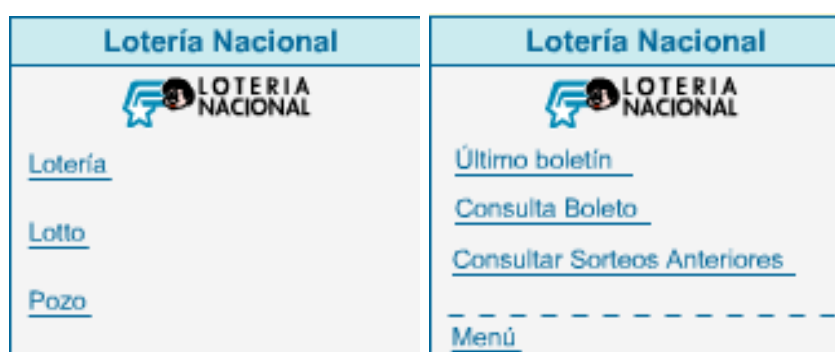 Lotería Nacional
LOTERIA
NACIONAL
Lotería
Lotto
Pozo
Lotería Nacional
LOTERIA
NACIONAL
Último boletín
Consulta Boleto
Consultar Sorteos Anteriores
Menú